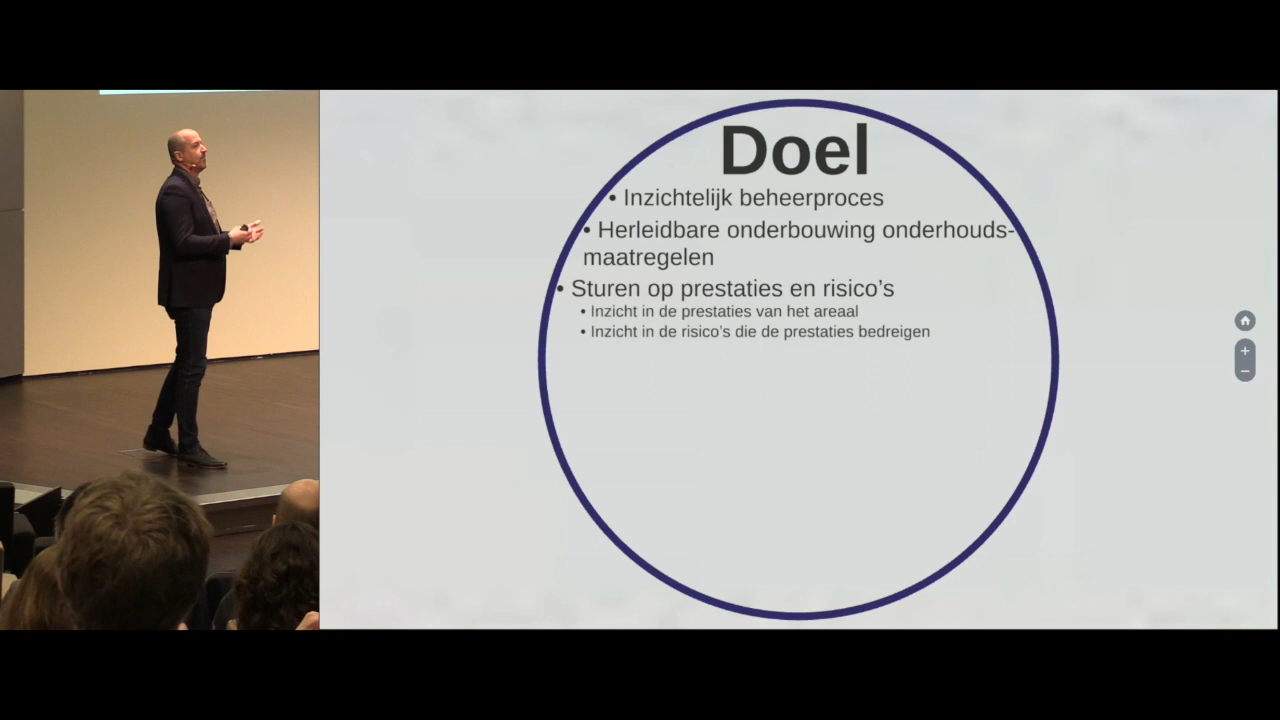 Doel
• Inzichtelijk beheerproces
• Herleidbare onderbouwing onderhouds-
maatregelen
• Sturen op prestaties en risico’s
• Inzicht in de prestaties van het areaal
• Inzicht in de risico’s die de prestaties bedreigen